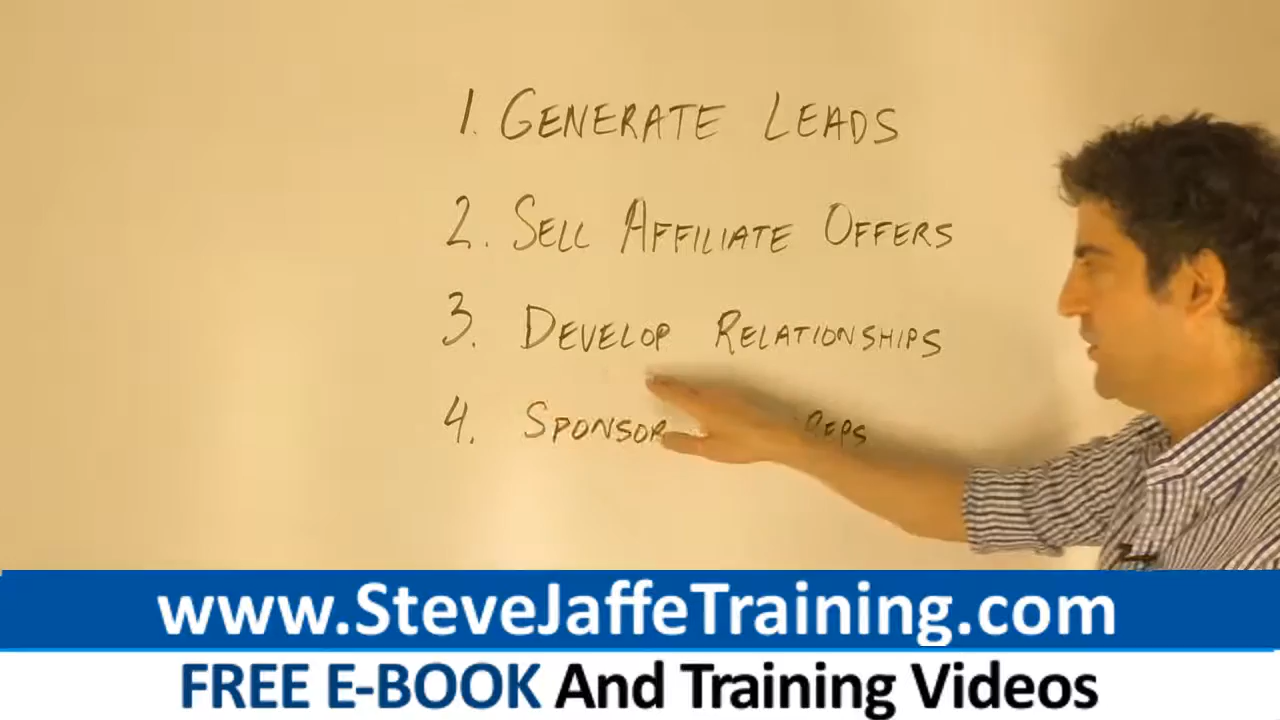 1. GENERATE LEADS
2. SELL AFFILIATE OFFERS
3. DEVELOP RELATIONSHIPS
4. SPONSOR REPS
www.SteveJaffeTraining.com
FREE E-BOOK And Training Videos